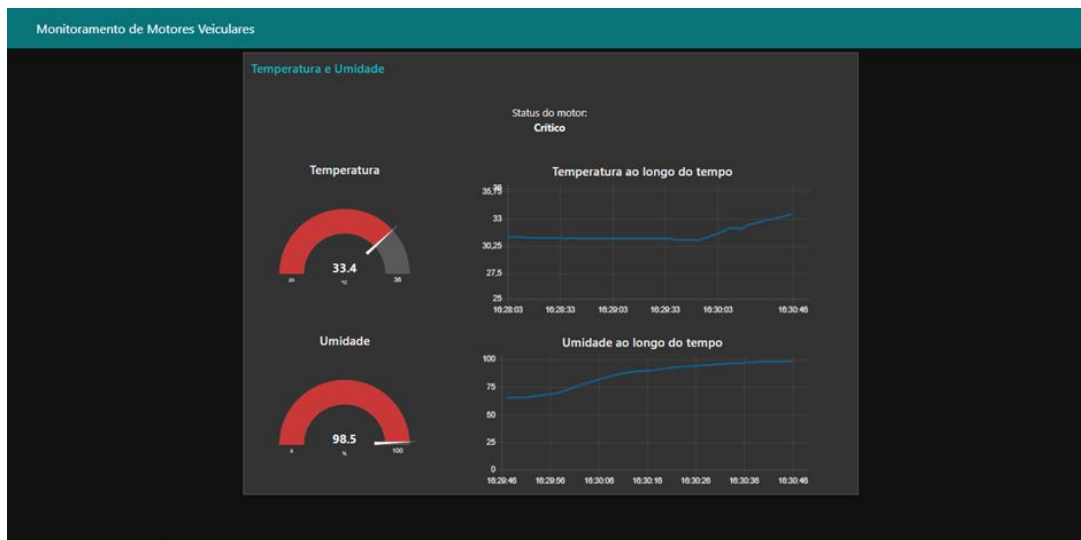 Monitoramento de Motores Veiculares
Temperatura e Umidade
Status do motor:
Crítico
Temperatura
33.4
°C
36
Temperatura ao longo do tempo
36
35,75
33
30,25
27,5
25
16:28:03 16:28:33 16:29:03 16:29:33 16:30:03 16:30:46
Umidade
98.5
%
0
100
Umidade ao longo do tempo
100
75
50
25
0
16:29:46 16:29:56 16:30:06 16:30:16 16:30:26 16:30:36 16:30:46